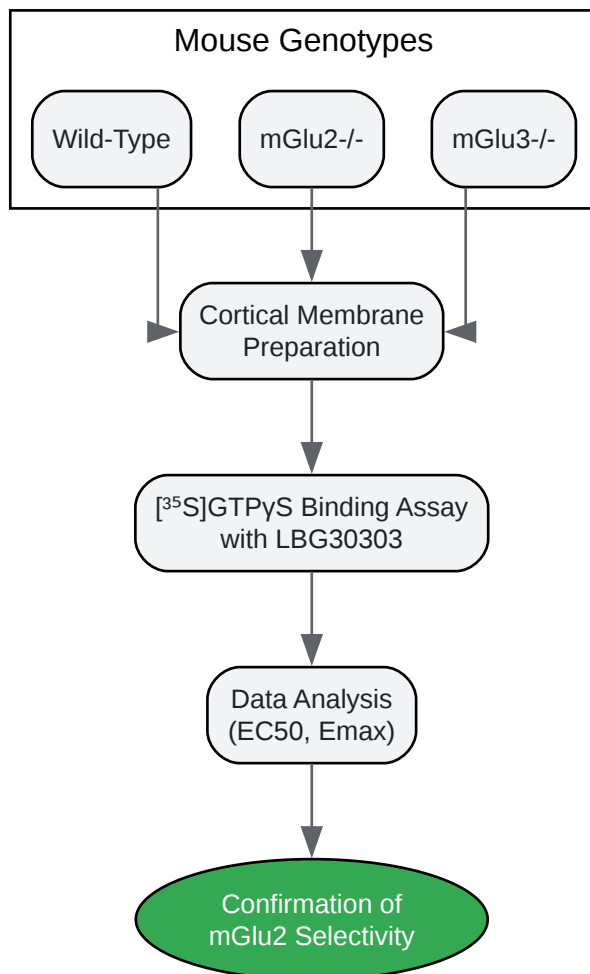 Mouse Genotypes
Wild-Type
mGlu2-/-
mGlu3-/-
Cortical Membrane
Preparation
[³⁵S]GTPγS Binding Assay
with LBG30303
Data Analysis
(EC50, Emax)
Confirmation of
mGlu2 Selectivity